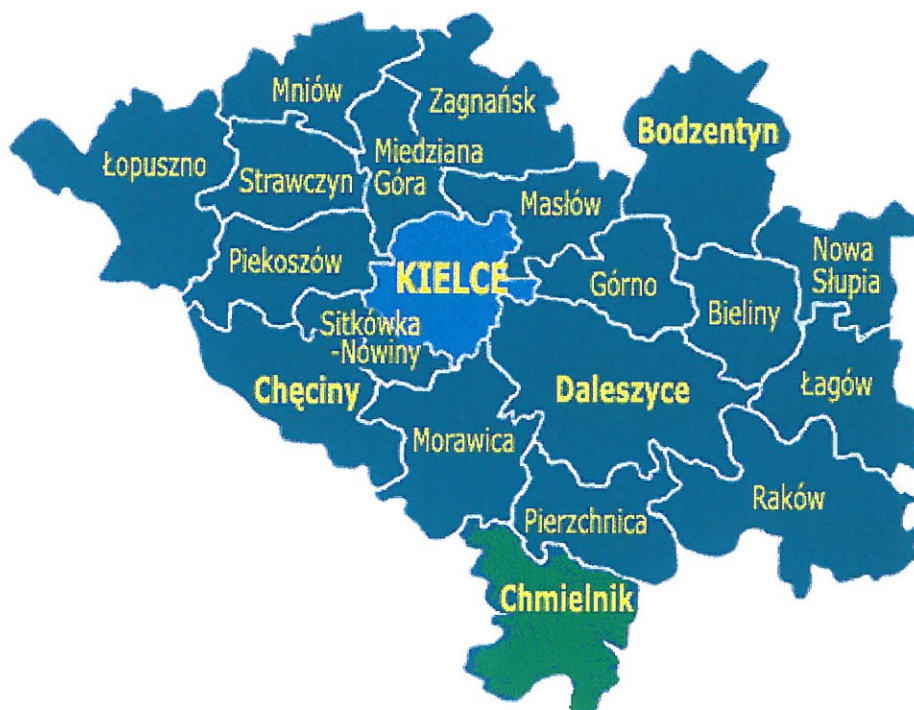 Mniów
Zagnańsk
Bodzentyn
Łopuszno
Strawczyn
Miedziana
Góra
Masłów
Piekoszów
KIELCE
Górno
Nowa
Słupia
Bieliny
Sitkówka
-Nówiny
Chęciny
Daleszyce
Łagów
Morawica
Raków
Pierzchnica
Chmielnik